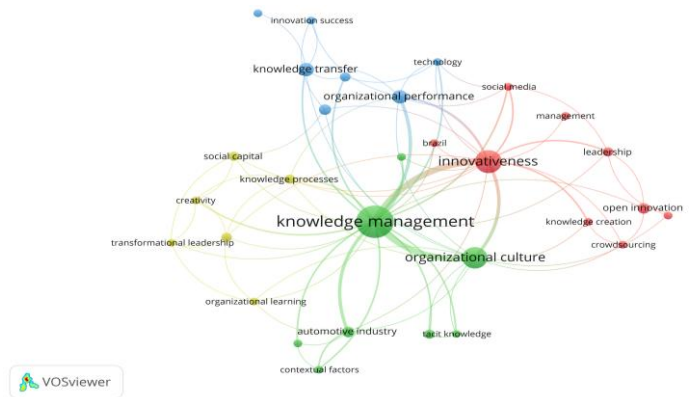 innovation success
knowledge transfer
technology
organizational performance
social media
management
brazil
leadership
social capital
innovativeness
knowledge processes
creativity
open innovation
knowledge management
knowledge creation
transformational leadership
crowdsourcing
organizational culture
organizational learning
automotive industry
tacit knowledge
contextual factors
VOSviewer